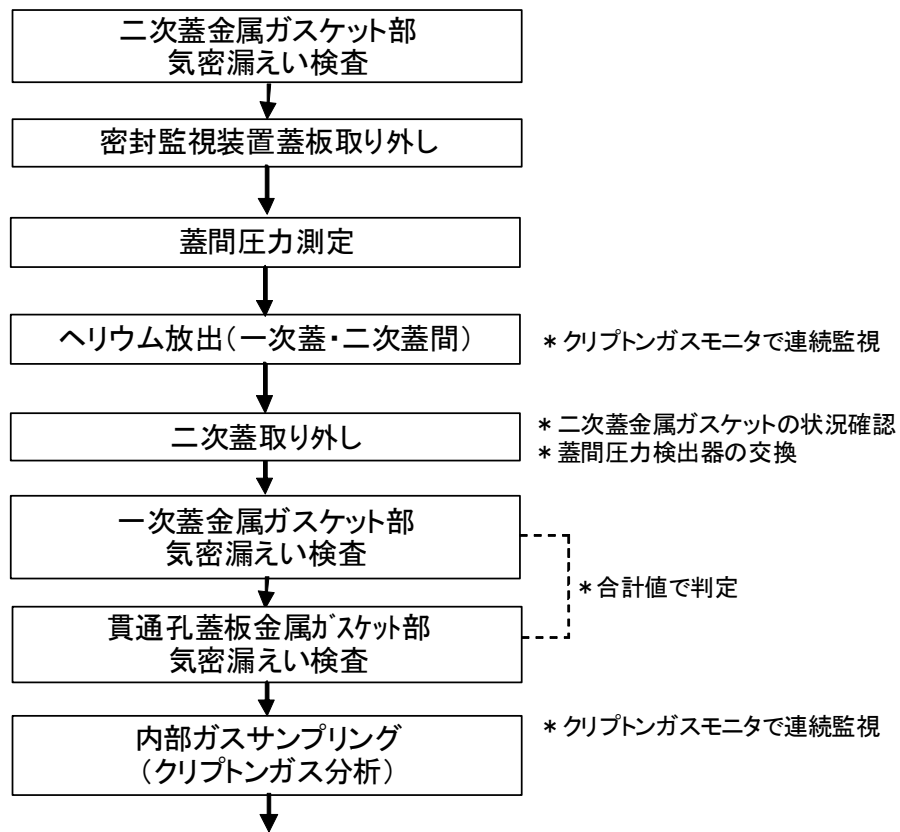 二次蓋金属ガスケット部
気密漏えい検査
密封監視装置蓋板取り外し
蓋間圧力測定
ヘリウム放出(一次蓋・二次蓋間)
*クリプトンガスモニタで連続監視
二次蓋取り外し
*二次蓋金属ガスケットの状況確認
*蓋間圧力検出器の交換
一次蓋金属ガスケット部
気密漏えい検査
*合計値で判定
貫通孔蓋板金属ガスケット部
気密漏えい検査
内部ガスサンプリング
(クリプトンガス分析)
*クリプトンガスモニタで連続監視